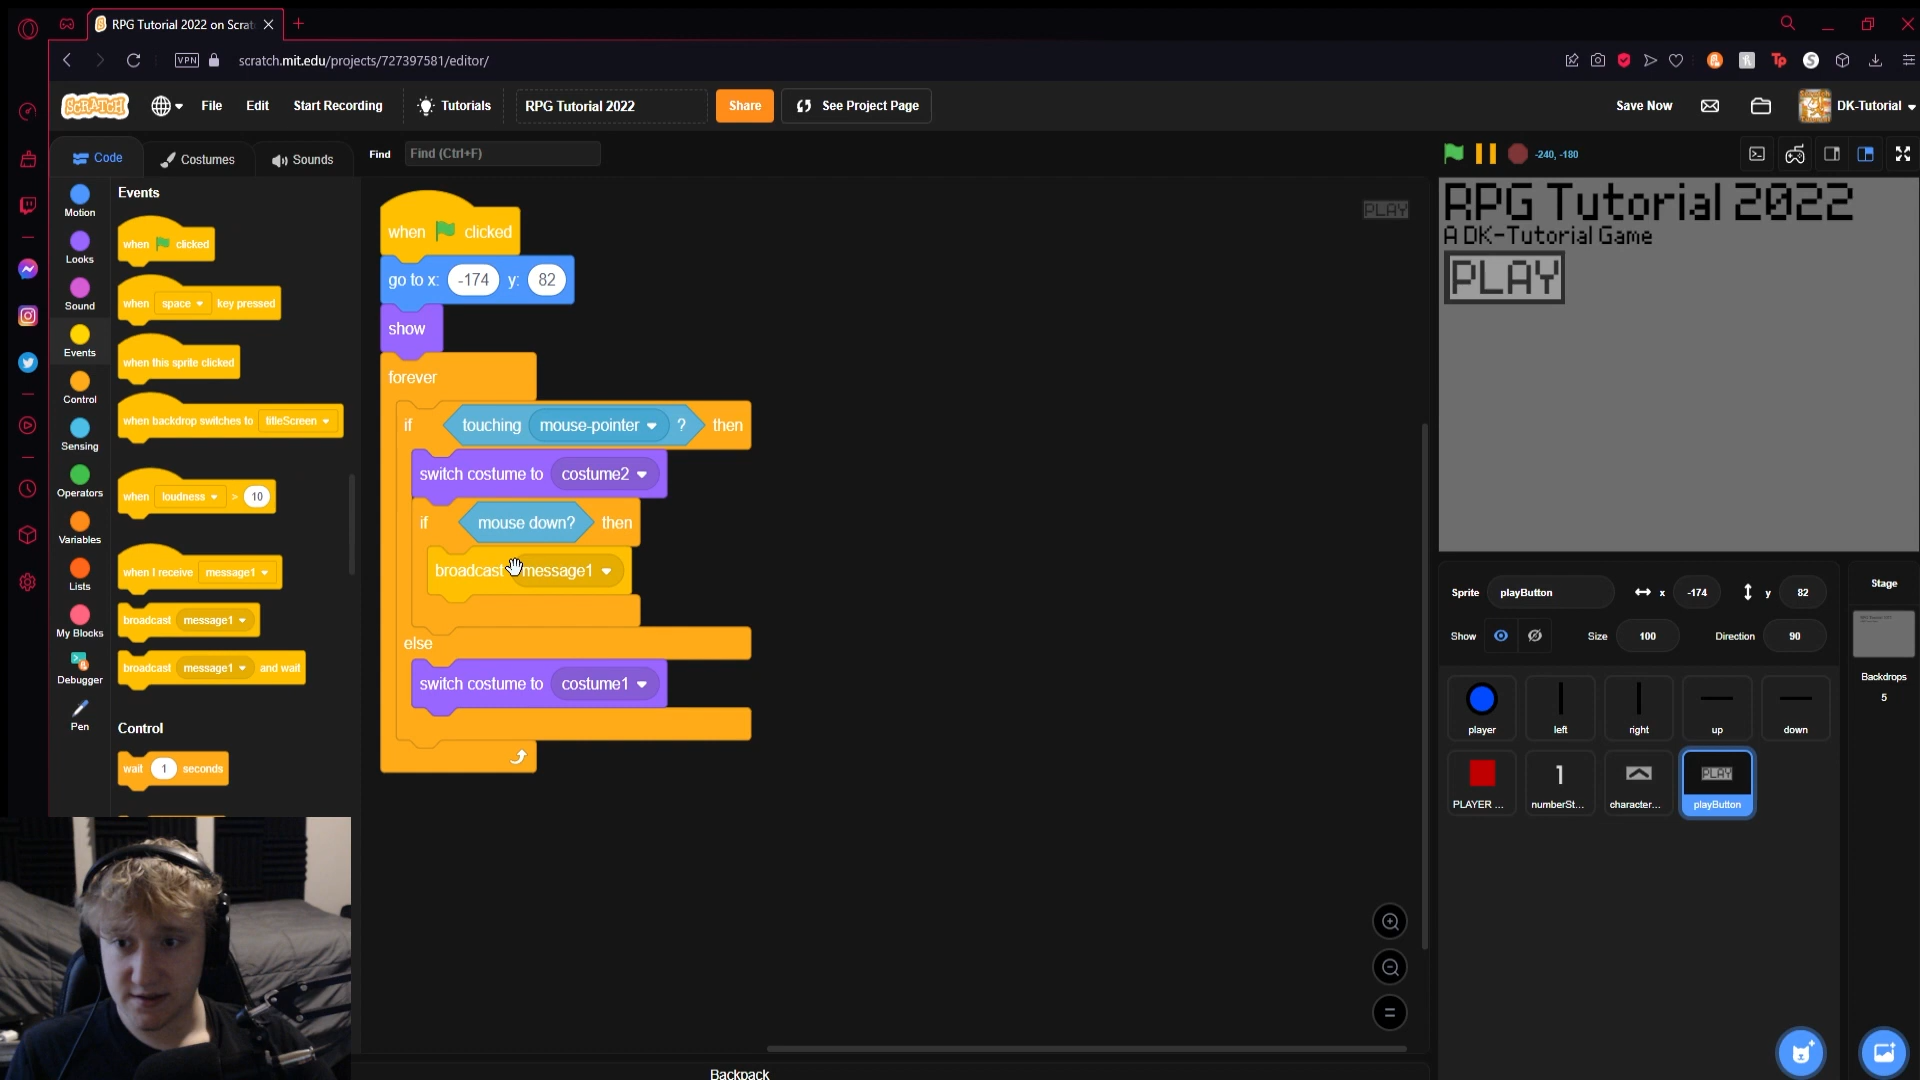 RPG Tutorial 2022 on Scrat
VPN
scratch.mit.edu/projects/727397581/editor/
Tp
S
SCRATCH
File
Edit
Start Recording
Tutorials
RPG Tutorial 2022
Share
See Project Page
Save Now
DK-Tutorial
Code
Costumes
Sounds
Find
Find (Ctrl+F)
-240, -180
Motion
Looks
Sound
Events
Control
Sensing
Operators
Variables
Lists
My Blocks
Debugger
Pen
Events
when clicked
when space key pressed
when this sprite clicked
when backdrop switches to titleScreen
when loudness > 10
when I receive message1
broadcast message1
broadcast message1 and wait
Control
wait 1 seconds
when clicked
go to x: -174 y: 82
show
forever
if touching mouse-pointer ? then
switch costume to costume2
if mouse down? then
broadcast message1
else
switch costume to costume1
PLAY
RPG Tutorial 2022
A DK-Tutorial Game
PLAY
Sprite playButton x -174 y 82
Show Size 100 Direction 90
player
left
right
up
down
PLAYER ...
1
numberSt...
character...
PLAY
playButton
Stage
Backdrops
5
Backpack